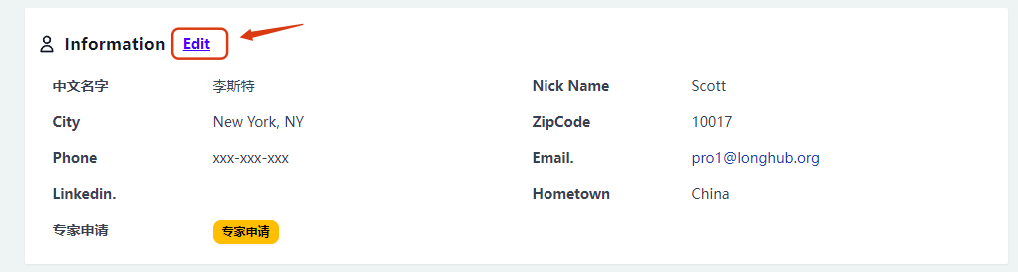 Information Edit
中文名字 李斯特 Nick Name Scott
City New York, NY ZipCode 10017
Phone xxx-xxx-xxx Email. pro1@longhub.org
Linkedin. Hometown China
专家申请 专家申请